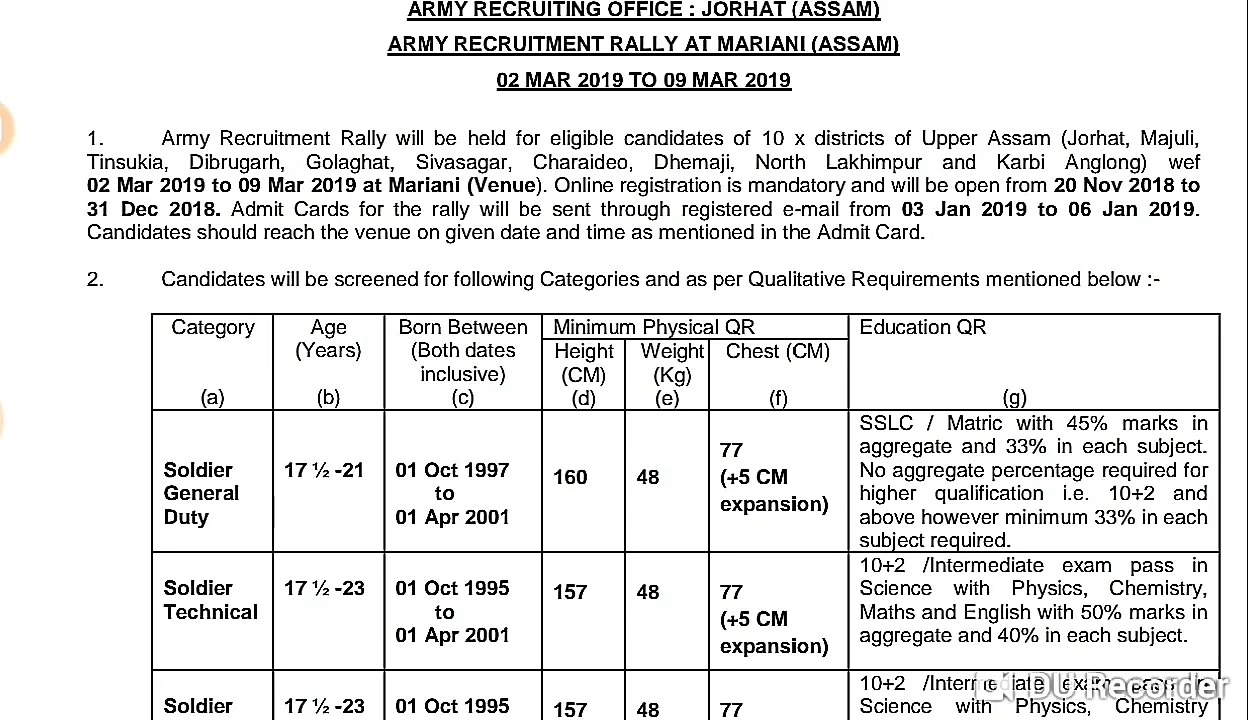 ARMY RECRUITING OFFICE : JORHAT (ASSAM)
ARMY RECRUITMENT RALLY AT MARIANI (ASSAM)
02 MAR 2019 TO 09 MAR 2019
1. Army Recruitment Rally will be held for eligible candidates of 10 x districts of Upper Assam (Jorhat, Majuli,
Tinsukia, Dibrugarh, Golaghat, Sivasagar, Charaideo, Dhemaji, North Lakhimpur and Karbi Anglong) wef
02 Mar 2019 to 09 Mar 2019 at Mariani (Venue). Online registration is mandatory and will be open from 20 Nov 2018 to
31 Dec 2018. Admit Cards for the rally will be sent through registered e-mail from 03 Jan 2019 to 06 Jan 2019.
Candidates should reach the venue on given date and time as mentioned in the Admit Card.
2. Candidates will be screened for following Categories and as per Qualitative Requirements mentioned below :-
Category
(a)
Age
(Years)
(b)
Born Between
(Both dates
inclusive)
(c)
Minimum Physical QR
Height
(CM)
(d)
Weight
(Kg)
(e)
Chest (CM)
(f)
Education QR
(g)
Soldier
General
Duty
17 ½ -21
01 Oct 1997
to
01 Apr 2001
160
48
77
(+5 CM
expansion)
SSLC / Matric with 45% marks in
aggregate and 33% in each subject.
No aggregate percentage required for
higher qualification i.e. 10+2 and
above however minimum 33% in each
subject required.
Soldier
Technical
17 ½ -23
01 Oct 1995
to
01 Apr 2001
157
48
77
(+5 CM
expansion)
10+2 /Intermediate exam pass in
Science with Physics, Chemistry,
Maths and English with 50% marks in
aggregate and 40% in each subject.
Soldier
17 ½ -23
01 Oct 1995
157
48
77
10+2 /Intermediate exam pass in
Science with Physics, Chemistry
DU Recorder